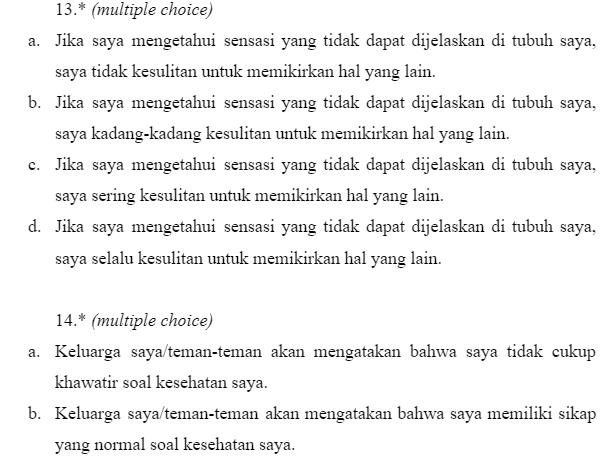 13.* (multiple choice)
a. Jika saya mengetahui sensasi yang tidak dapat dijelaskan di tubuh saya,
saya tidak kesulitan untuk memikirkan hal yang lain.
b. Jika saya mengetahui sensasi yang tidak dapat dijelaskan di tubuh saya,
saya kadang-kadang kesulitan untuk memikirkan hal yang lain.
c. Jika saya mengetahui sensasi yang tidak dapat dijelaskan di tubuh saya,
saya sering kesulitan untuk memikirkan hal yang lain.
d. Jika saya mengetahui sensasi yang tidak dapat dijelaskan di tubuh saya,
saya selalu kesulitan untuk memikirkan hal yang lain.
14.* (multiple choice)
a. Keluarga saya/teman-teman akan mengatakan bahwa saya tidak cukup
khawatir soal kesehatan saya.
b. Keluarga saya/teman-teman akan mengatakan bahwa saya memiliki sikap
yang normal soal kesehatan saya.